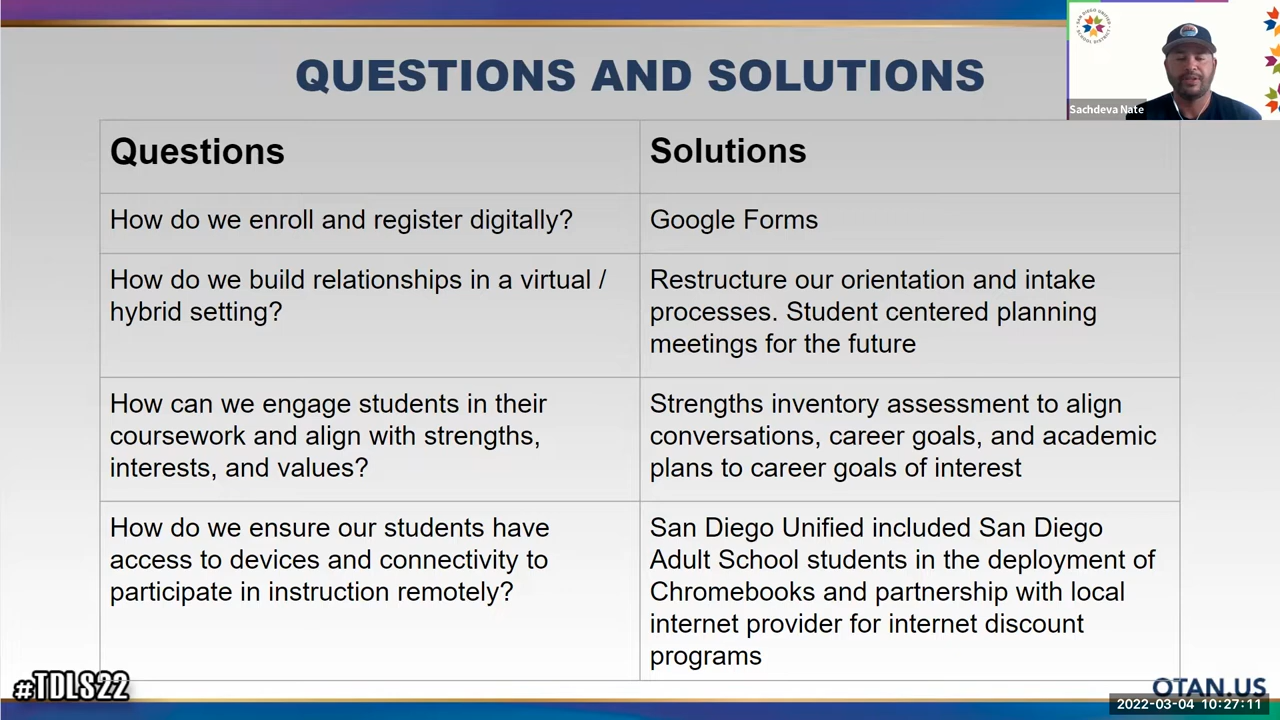 QUESTIONS AND SOLUTIONS
SAN DIEGO UNIFIED
SCHOOL DISTRICT
Sachdeva Nate
Questions
Solutions
How do we enroll and register digitally?
Google Forms
How do we build relationships in a virtual /
hybrid setting?
Restructure our orientation and intake
processes. Student centered planning
meetings for the future
How can we engage students in their
coursework and align with strengths,
interests, and values?
Strengths inventory assessment to align
conversations, career goals, and academic
plans to career goals of interest
How do we ensure our students have
access to devices and connectivity to
participate in instruction remotely?
San Diego Unified included San Diego
Adult School students in the deployment of
Chromebooks and partnership with local
internet provider for internet discount
programs
#TDLS22
OTAN.US
2022-03-04 10:27:11